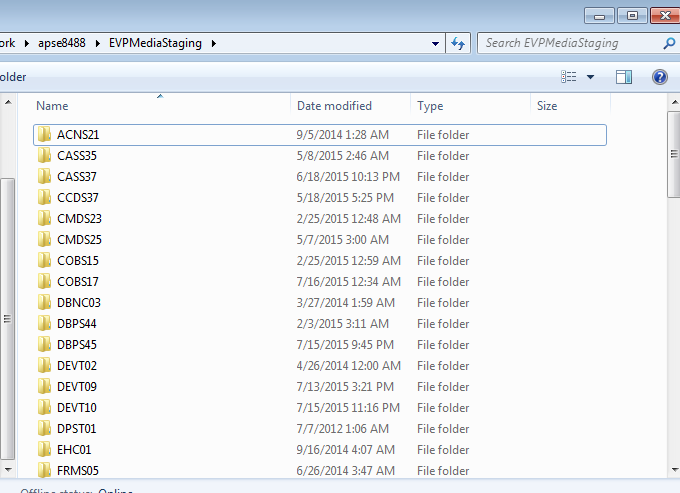 ork ▸ apse8488 ▸ EVPMediaStaging ▸ Search EVPMediaStaging
older
Name Date modified Type Size
ACNS21 9/5/2014 1:28 AM File folder
CASS35 5/8/2015 2:46 AM File folder
CASS37 6/18/2015 10:13 PM File folder
CCDS37 5/18/2015 5:25 PM File folder
CMDS23 2/25/2015 12:48 AM File folder
CMDS25 5/7/2015 3:00 AM File folder
COBS15 2/25/2015 12:59 AM File folder
COBS17 7/16/2015 12:34 AM File folder
DBNC03 3/27/2014 1:59 AM File folder
DBPS44 2/3/2015 3:11 AM File folder
DBPS45 7/15/2015 9:45 PM File folder
DEVT02 4/26/2014 12:00 AM File folder
DEVT09 7/13/2015 3:21 PM File folder
DEVT10 7/15/2015 11:16 PM File folder
DPST01 7/7/2012 1:06 AM File folder
EHC01 9/16/2014 4:07 AM File folder
FRMS05 6/26/2014 3:47 AM File folder
Offline status: Online